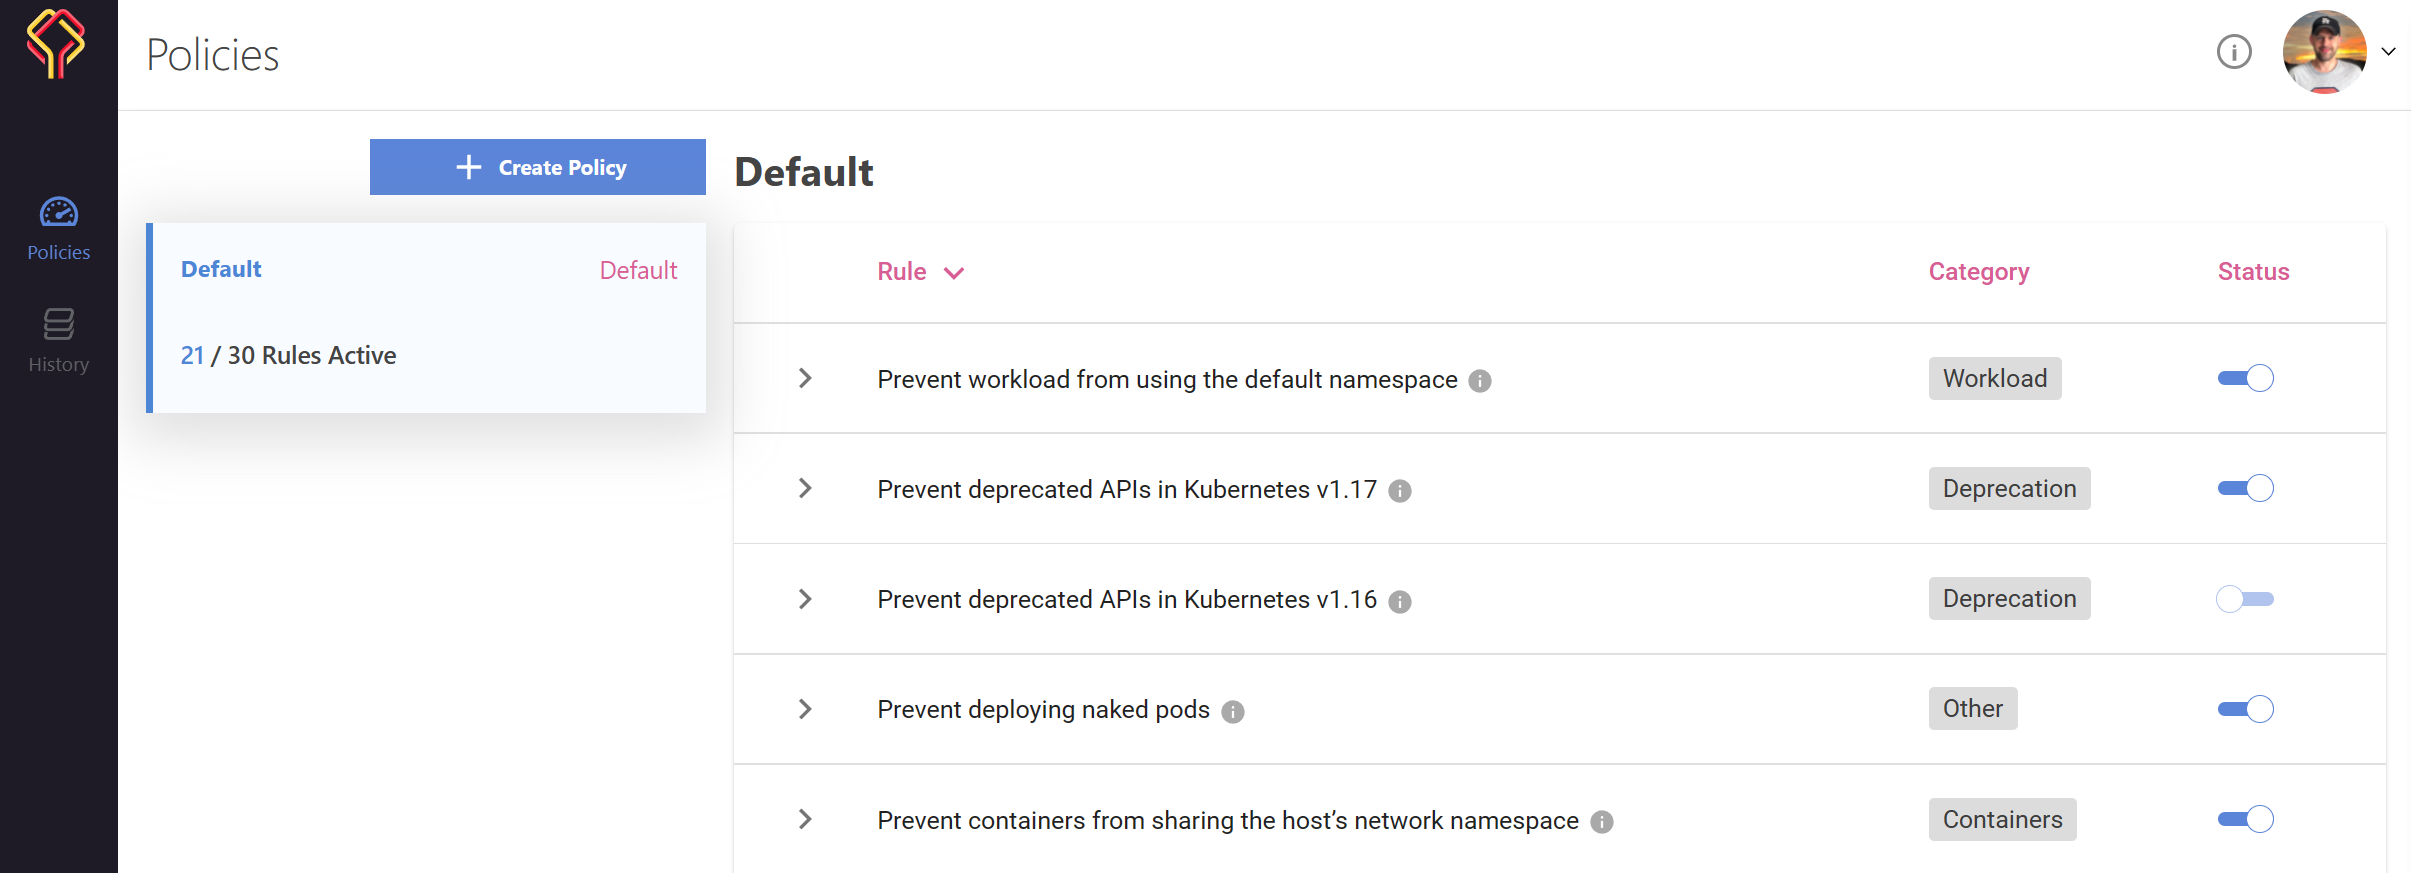 Policies
Policies
History
Create Policy
Default Default
21 / 30 Rules Active
Default
Rule Category Status
Prevent workload from using the default namespace Workload
Prevent deprecated APIs in Kubernetes v1.17 Deprecation
Prevent deprecated APIs in Kubernetes v1.16 Deprecation
Prevent deploying naked pods Other
Prevent containers from sharing the host’s network namespace Containers